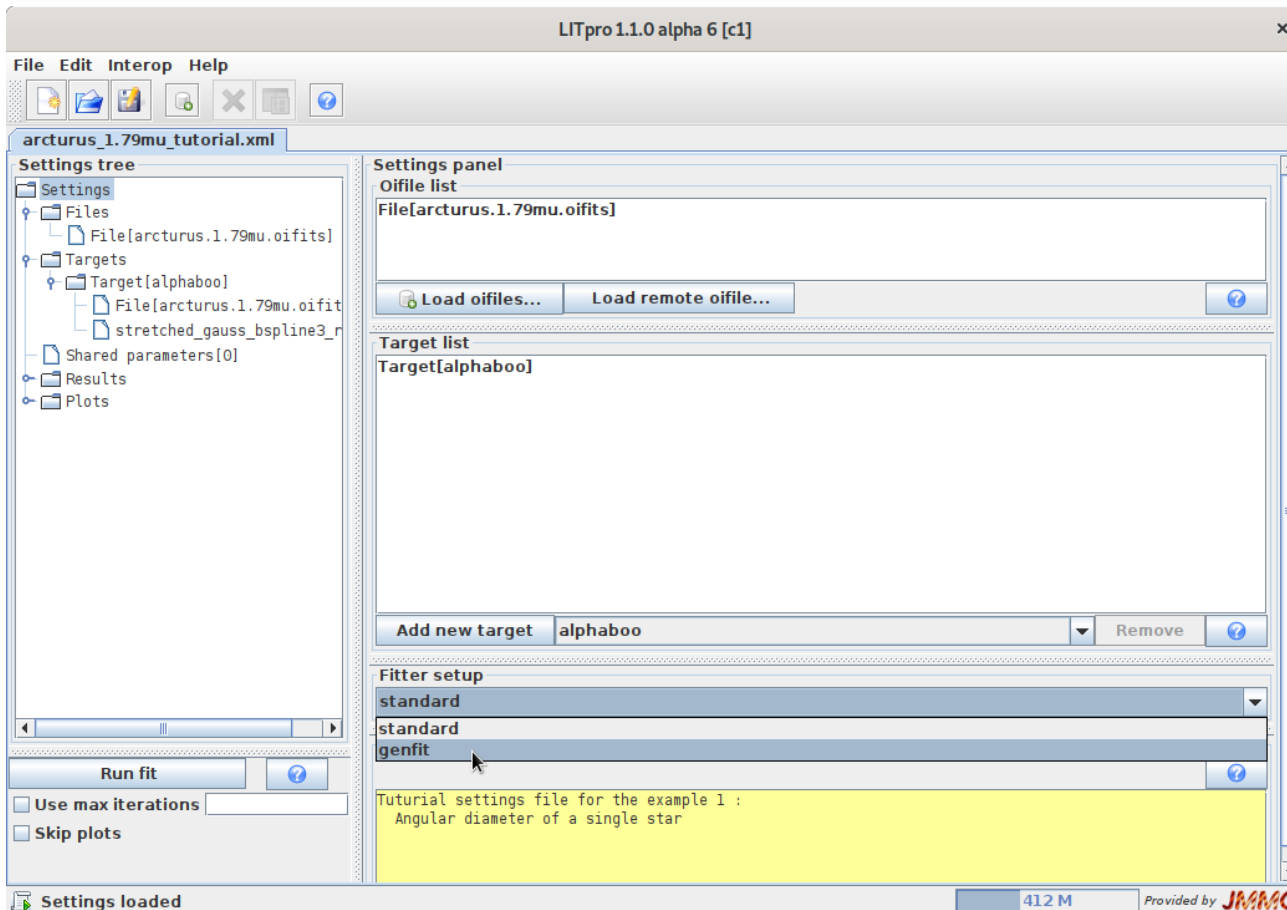 LITpro 1.1.0 alpha 6 [c1]
File Edit Interop Help
arcturus_1.79mu_tutorial.xml
Settings tree
Settings
Files
File[arcturus.1.79mu.oifits]
Targets
Target[alphaboo]
File[arcturus.1.79mu.oifit
stretched_gauss_bspline3_r
Shared parameters[0]
Results
Plots
Run fit
Use max iterations
Skip plots
Settings panel
Oifile list
File[arcturus.1.79mu.oifits]
Load oifiles... Load remote oifile...
Target list
Target[alphaboo]
Add new target alphaboo Remove
Fitter setup
standard
standard
genfit
Tuturial settings file for the example 1 :
Angular diameter of a single star
Settings loaded
412 M
Provided by JMMC